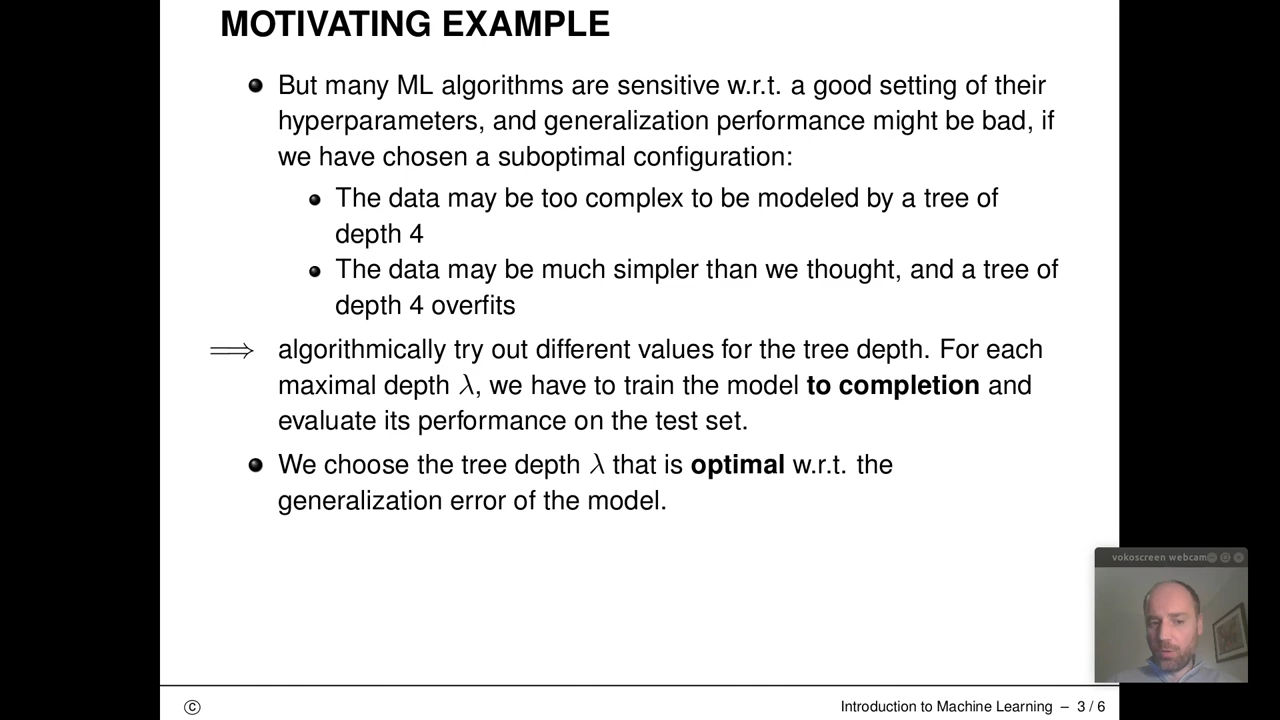 MOTIVATING EXAMPLE
But many ML algorithms are sensitive w.r.t. a good setting of their
hyperparameters, and generalization performance might be bad, if
we have chosen a suboptimal configuration:
The data may be too complex to be modeled by a tree of
depth 4
The data may be much simpler than we thought, and a tree of
depth 4 overfits
⟹ algorithmically try out different values for the tree depth. For each
maximal depth λ, we have to train the model to completion and
evaluate its performance on the test set.
We choose the tree depth λ that is optimal w.r.t. the
generalization error of the model.
vokoscreen webcam
© Introduction to Machine Learning – 3 / 6